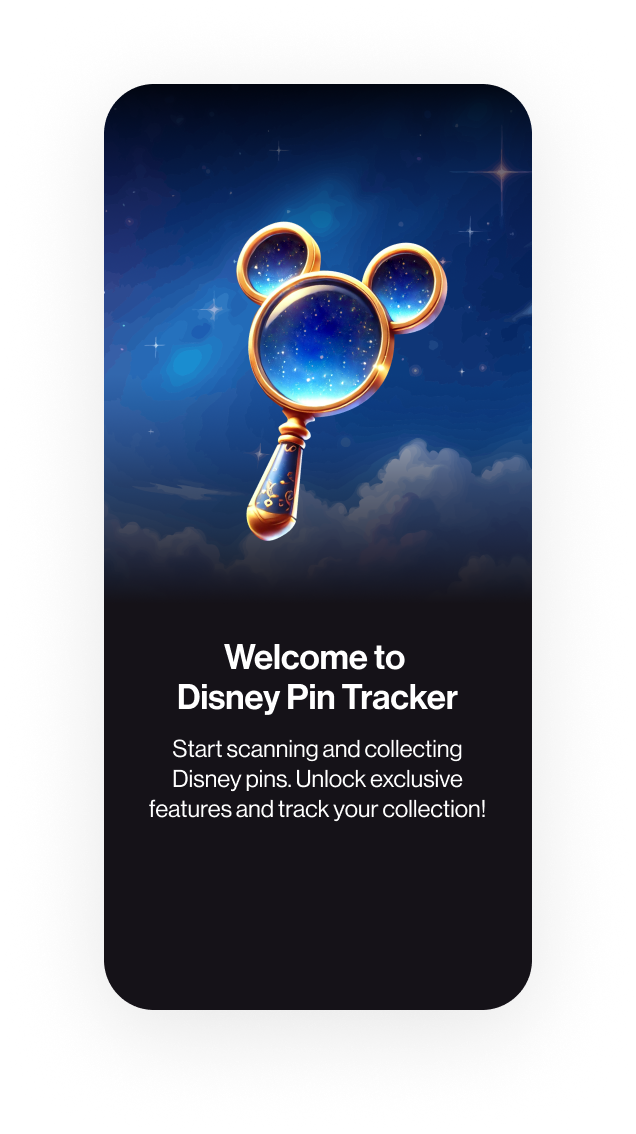 Welcome to
Disney Pin Tracker
Start scanning and collecting
Disney pins. Unlock exclusive
features and track your collection!